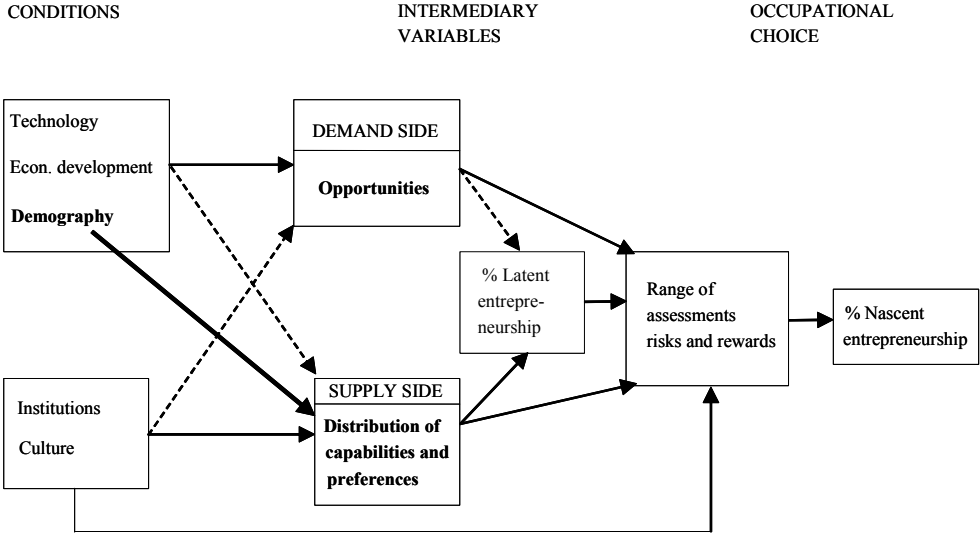 CONDITIONS
INTERMEDIARY
VARIABLES
OCCUPATIONAL
CHOICE
Technology
Econ. development
Demography
DEMAND SIDE
Opportunities
% Latent
entrepre-
neurship
Range of
assessments
risks and rewards
% Nascent
entrepreneurship
Institutions
Culture
SUPPLY SIDE
Distribution of
capabilities and
preferences